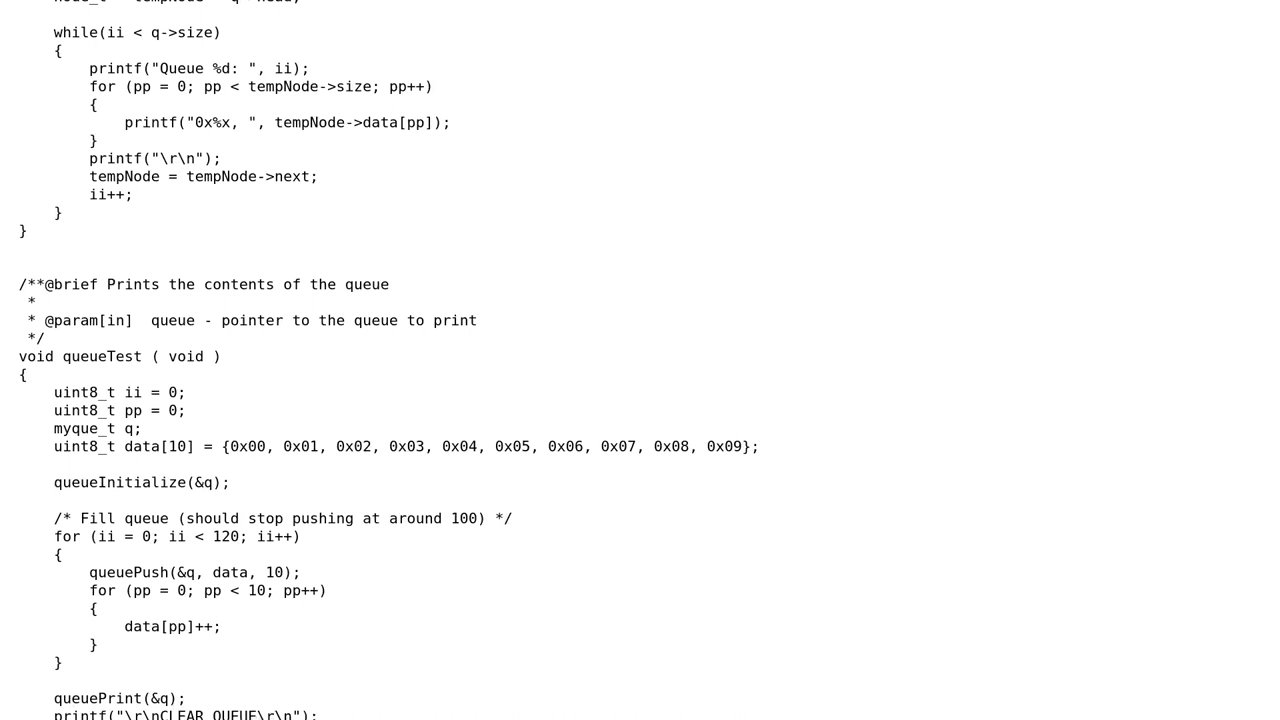 while(ii < q->size)
    {
        printf("Queue %d: ", ii);
        for (pp = 0; pp < tempNode->size; pp++)
        {
            printf("0x%x, ", tempNode->data[pp]);
        }
        printf("\r\n");
        tempNode = tempNode->next;
        ii++;
    }
}
/**@brief Prints the contents of the queue
 *
 * @param[in]  queue - pointer to the queue to print
 */
void queueTest ( void )
{
    uint8_t ii = 0;
    uint8_t pp = 0;
    myque_t q;
    uint8_t data[10] = {0x00, 0x01, 0x02, 0x03, 0x04, 0x05, 0x06, 0x07, 0x08, 0x09};
    queueInitialize(&q);
    /* Fill queue (should stop pushing at around 100) */
    for (ii = 0; ii < 120; ii++)
    {
        queuePush(&q, data, 10);
        for (pp = 0; pp < 10; pp++)
        {
            data[pp]++;
        }
    }
    queuePrint(&q);
    printf("\r\nCLEAR QUEUE\r\n");